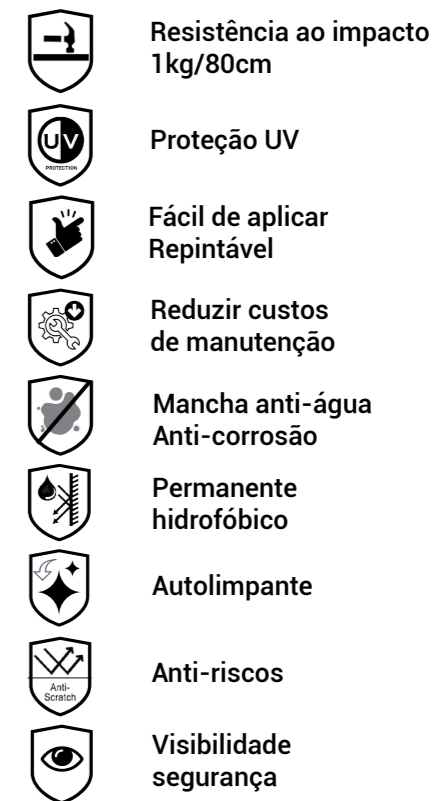 Resistência ao impacto
1kg/80cm
UV
PROTECTION
Proteção UV
Fácil de aplicar
Repintável
Reduzir custos
de manutenção
Mancha anti-água
Anti-corrosão
Permanente
hidrofóbico
Autolimpante
Anti-
Scratch
Anti-riscos
Visibilidade
segurança